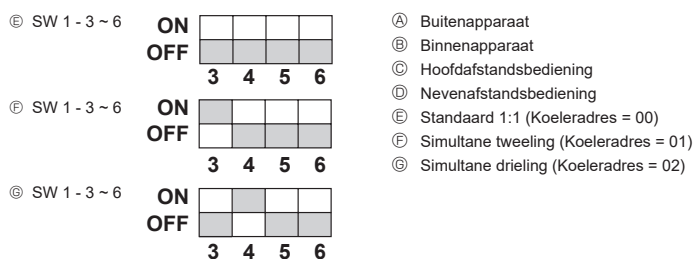 Ⓔ SW 1 - 3 ~ 6
ON
OFF
3 4 5 6
Ⓕ SW 1 - 3 ~ 6
ON
OFF
3 4 5 6
Ⓖ SW 1 - 3 ~ 6
ON
OFF
3 4 5 6
Ⓐ Buitenapparaat
Ⓑ Binnenapparaat
Ⓒ Hoofdafstandsbediening
Ⓓ Nevenafstandsbediening
Ⓔ Standaard 1:1 (Koeleradres = 00)
Ⓕ Simultane tweeling (Koeleradres = 01)
Ⓖ Simultane drieling (Koeleradres = 02)